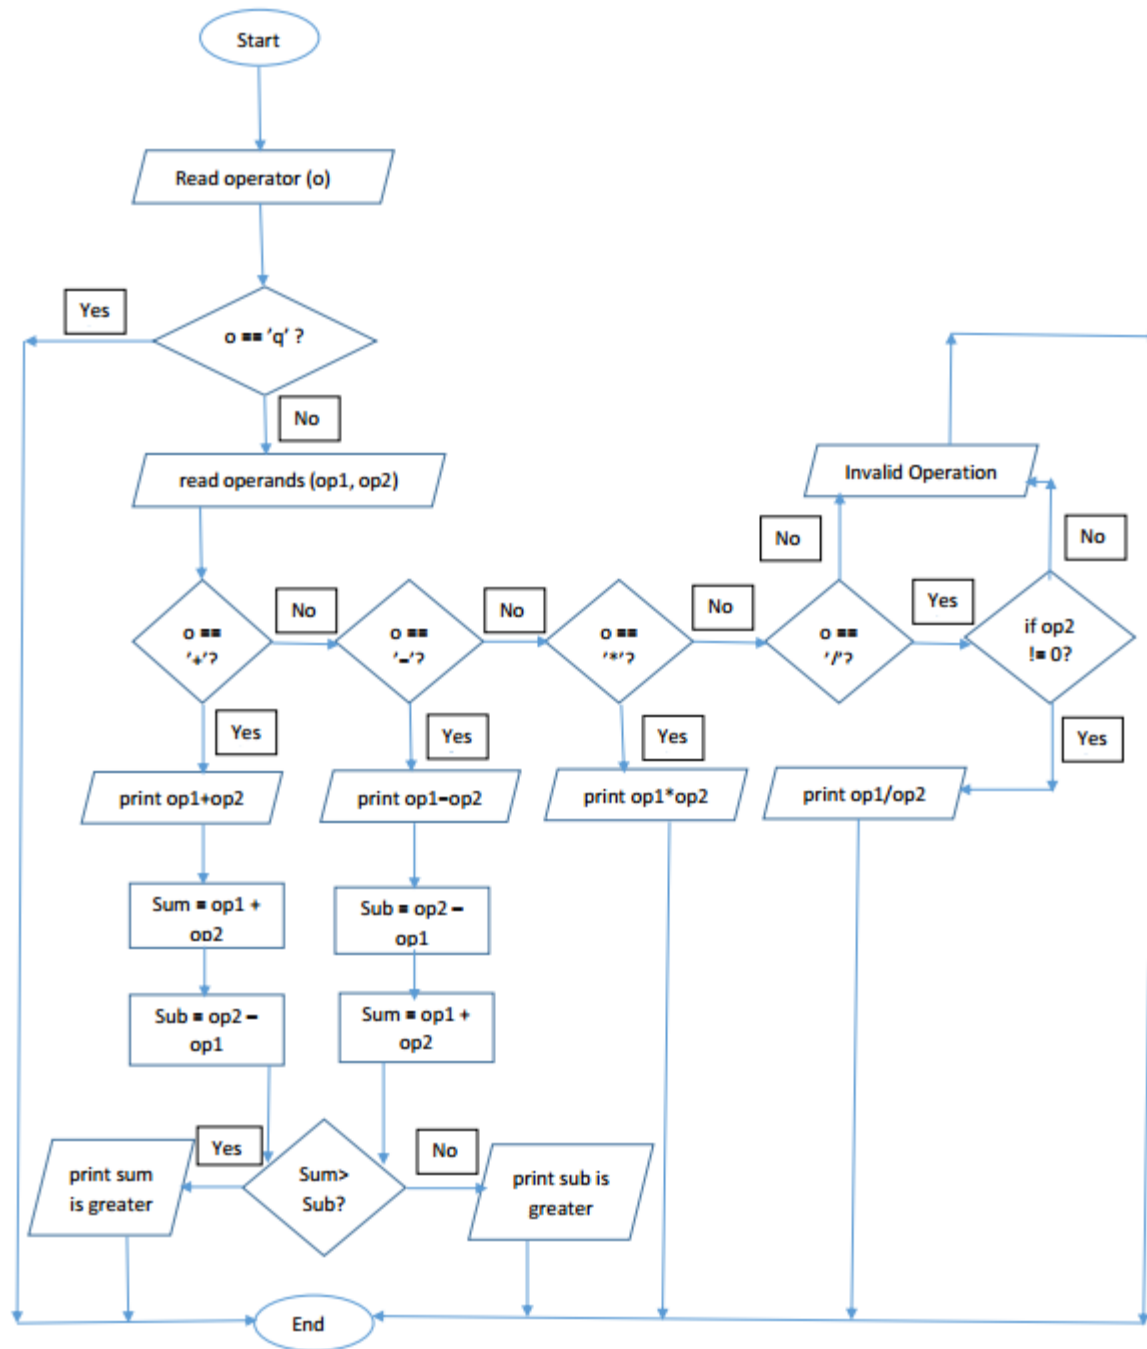 Start
Read operator (o)
Yes
o == 'q' ?
No
read operands (op1, op2)
Invalid Operation
No
No
o ==
'+'?
No
o ==
'-'?
No
o ==
'*'?
No
o ==
'/'?
Yes
if op2
!= 0?
Yes
Yes
Yes
Yes
print op1+op2
print op1-op2
print op1*op2
print op1/op2
Sum = op1 +
op2
Sub = op2 –
op1
Sub = op2 –
op1
Sum = op1 +
op2
Yes
No
print sum
is greater
Sum>
Sub?
print sub is
greater
End